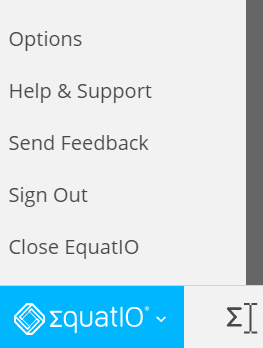 Options
Help & Support
Send Feedback
Sign Out
Close EquatIO
ΣquatIO® Σ